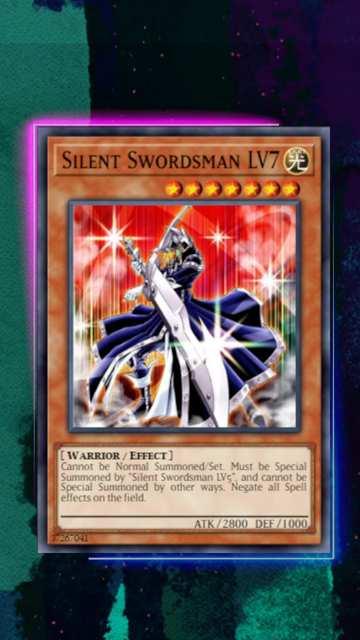 SILENT SWORDSMAN LV7
光
[ WARRIOR / EFFECT ]
Cannot be Normal Summoned/Set. Must be Special
Summoned by "Silent Swordsman LV5", and cannot be
Special Summoned by other ways. Negate all Spell
effects on the field.
ATK/2800 DEF/1000
37267041